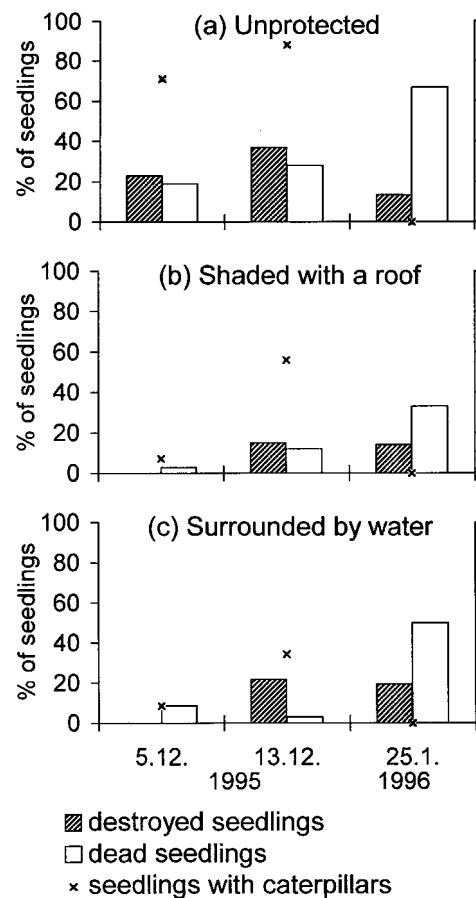 (a) Unprotected
% of seedlings
100
80
60
40
20
0
(b) Shaded with a roof
% of seedlings
100
80
60
40
20
0
(c) Surrounded by water
% of seedlings
100
80
60
40
20
0
5.12. 13.12. 25.1.
1995 1996
destroyed seedlings
dead seedlings
× seedlings with caterpillars